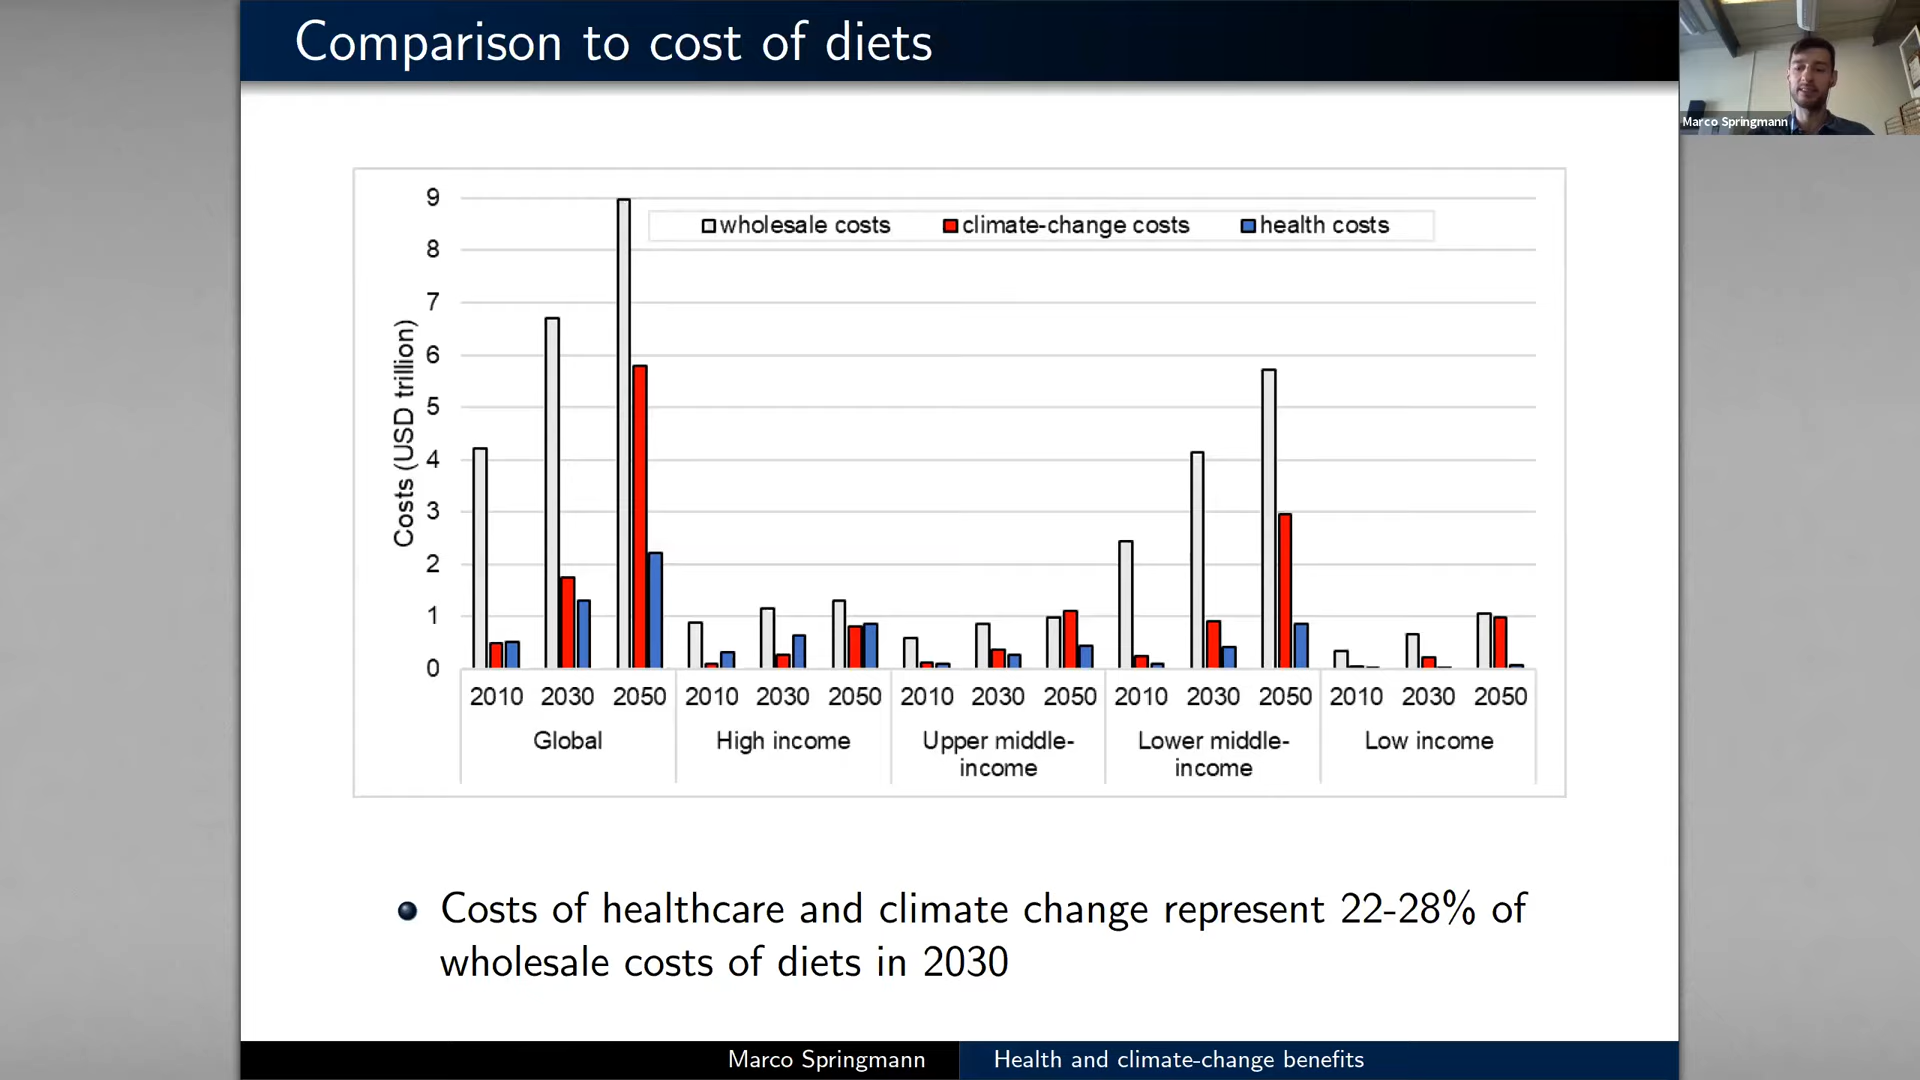 Comparison to cost of diets
Marco Springmann
wholesale costs climate-change costs health costs
Costs (USD trillion)
9
8
7
6
5
4
3
2
1
0
2010 2030 2050 2010 2030 2050 2010 2030 2050 2010 2030 2050 2010 2030 2050
Global High income Upper middle- Lower middle- Low income
income income
Costs of healthcare and climate change represent 22-28% of
wholesale costs of diets in 2030
Marco Springmann Health and climate-change benefits